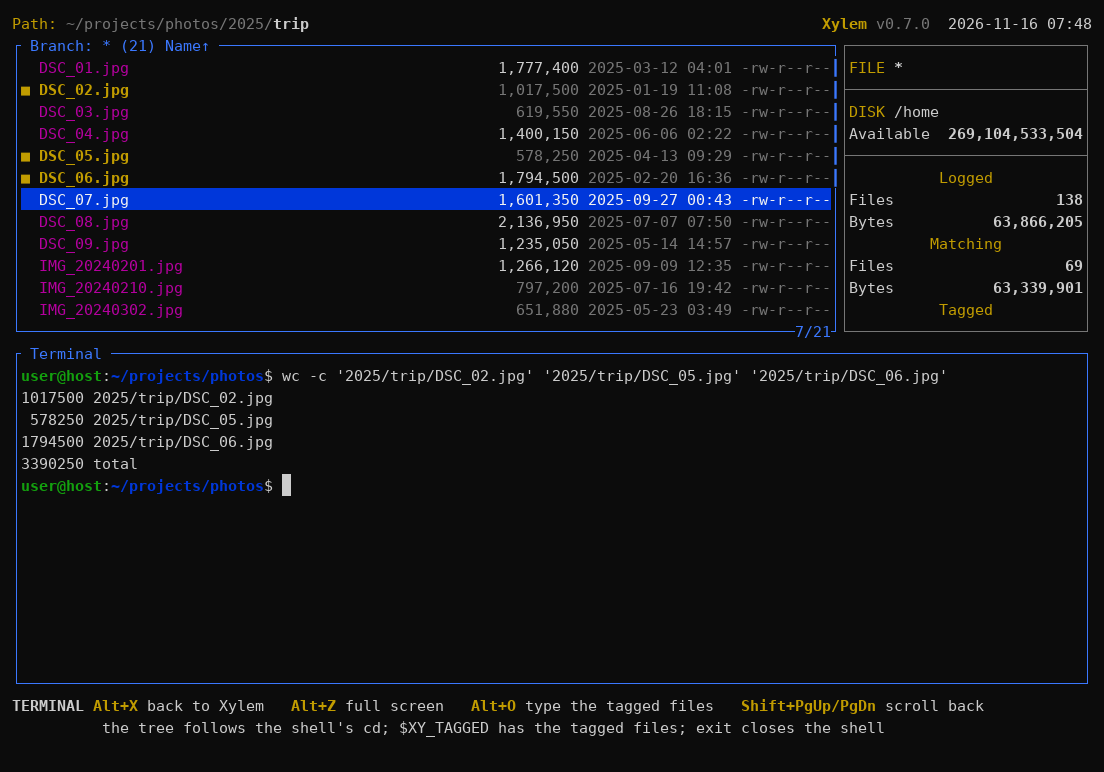 Path: ~/projects/photos/2025/trip Xylem v0.7.0 2026-11-16 07:48
Branch: * (21) Name↑
DSC_01.jpg 1,777,400 2025-03-12 04:01 -rw-r--r--
■ DSC_02.jpg 1,017,500 2025-01-19 11:08 -rw-r--r--
DSC_03.jpg 619,550 2025-08-26 18:15 -rw-r--r--
DSC_04.jpg 1,400,150 2025-06-06 02:22 -rw-r--r--
■ DSC_05.jpg 578,250 2025-04-13 09:29 -rw-r--r--
■ DSC_06.jpg 1,794,500 2025-02-20 16:36 -rw-r--r--
DSC_07.jpg 1,601,350 2025-09-27 00:43 -rw-r--r--
DSC_08.jpg 2,136,950 2025-07-07 07:50 -rw-r--r--
DSC_09.jpg 1,235,050 2025-05-14 14:57 -rw-r--r--
IMG_20240201.jpg 1,266,120 2025-09-09 12:35 -rw-r--r--
IMG_20240210.jpg 797,200 2025-07-16 19:42 -rw-r--r--
IMG_20240302.jpg 651,880 2025-05-23 03:49 -rw-r--r--
7/21
FILE *
DISK /home
Available 269,104,533,504
Logged
Files 138
Bytes 63,866,205
Matching
Files 69
Bytes 63,339,901
Tagged
Terminal
user@host:~/projects/photos$ wc -c '2025/trip/DSC_02.jpg' '2025/trip/DSC_05.jpg' '2025/trip/DSC_06.jpg'
1017500 2025/trip/DSC_02.jpg
578250 2025/trip/DSC_05.jpg
1794500 2025/trip/DSC_06.jpg
3390250 total
user@host:~/projects/photos$
TERMINAL Alt+X back to Xylem Alt+Z full screen Alt+O type the tagged files Shift+PgUp/PgDn scroll back
the tree follows the shell's cd; $XY_TAGGED has the tagged files; exit closes the shell